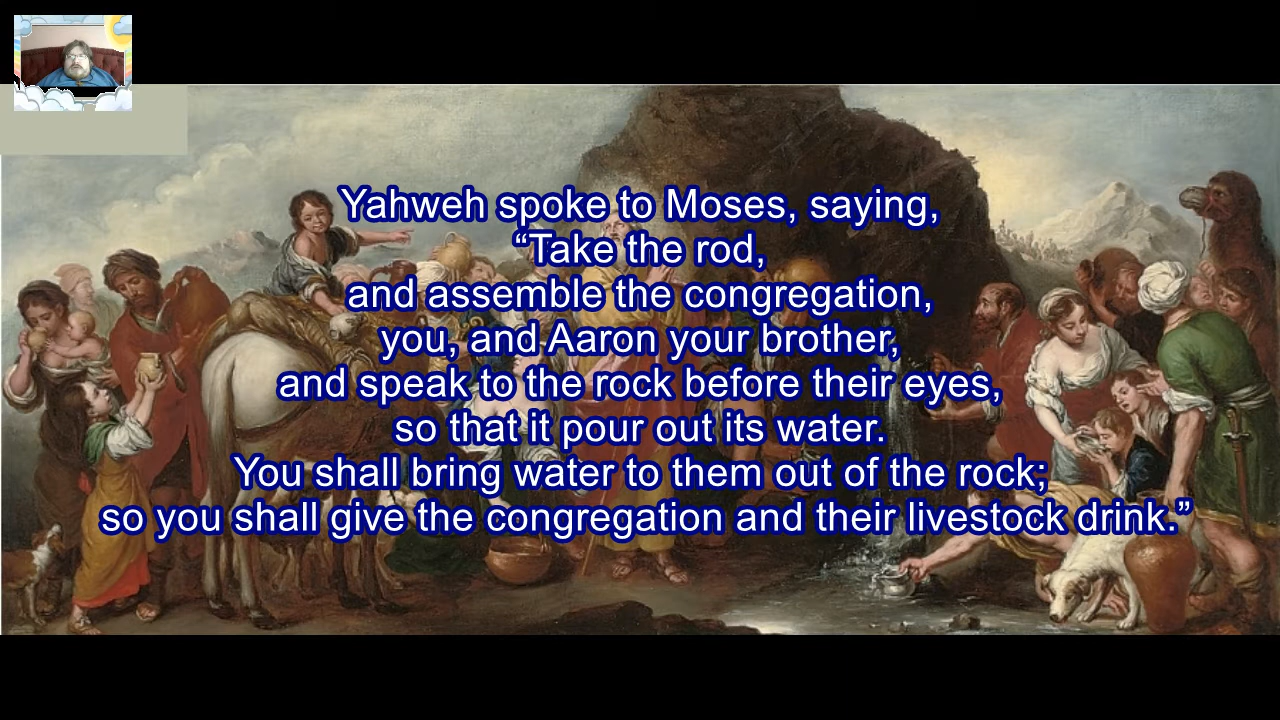 Yahweh spoke to Moses, saying,
“Take the rod,
and assemble the congregation,
you, and Aaron your brother,
and speak to the rock before their eyes,
so that it pour out its water.
You shall bring water to them out of the rock;
so you shall give the congregation and their livestock drink.”